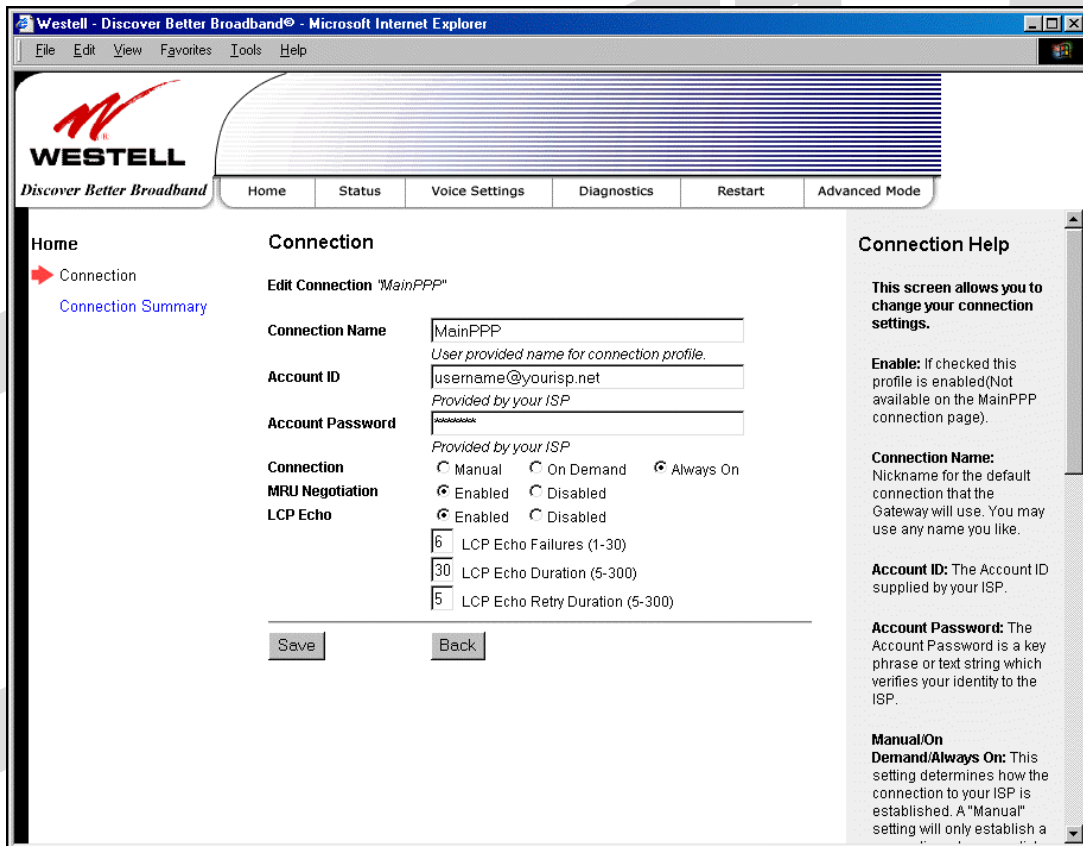 Westell - Discover Better Broadband® - Microsoft Internet Explorer
File Edit View Favorites Tools Help
WESTELL
Discover Better Broadband
Home Status Voice Settings Diagnostics Restart Advanced Mode
Home
Connection
Connection Summary
Connection
Edit Connection "MainPPP"
Connection Name MainPPP
User provided name for connection profile.
Account ID username@yourisp.net
Provided by your ISP
Account Password ********
Provided by your ISP
Connection Manual On Demand Always On
MRU Negotiation Enabled Disabled
LCP Echo Enabled Disabled
6 LCP Echo Failures (1-30)
30 LCP Echo Duration (5-300)
5 LCP Echo Retry Duration (5-300)
Save Back
Connection Help
This screen allows you to
change your connection
settings.
Enable: If checked this
profile is enabled(Not
available on the MainPPP
connection page).
Connection Name:
Nickname for the default
connection that the
Gateway will use. You may
use any name you like.
Account ID: The Account ID
supplied by your ISP.
Account Password: The
Account Password is a key
phrase or text string which
verifies your identity to the
ISP.
Manual/On
Demand/Always On: This
setting determines how the
connection to your ISP is
established. A "Manual"
setting will only establish a